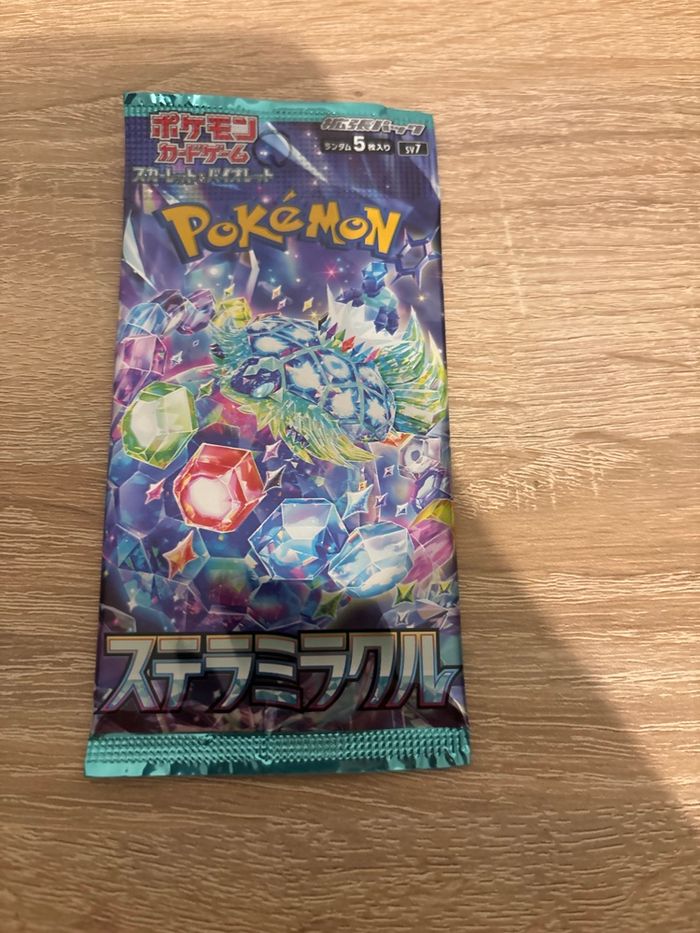 ポケモン
カードゲーム
スカーレット&バイオレット
拡張パック
ランダム5枚入り
sv7
POKéMON
ステラミラクル